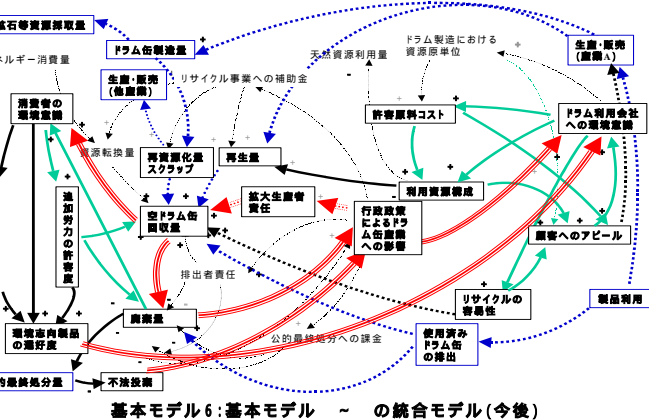 鉱石等資源採取量
ドラム缶製造量
ドラム製造における
資源原単位
生産・販売
(産業A)
ネルギー消費量
天然資源利用量
生産・販売
(他産業)
リサイクル事業への補助金
消費者の
環境意識
許容原料コスト
ドラム利用会社
への環境意識
資源転換量
再資源化量
スクラップ
再生量
利用資源構成
追加労力の許容度
拡大生産者
責任
空ドラム缶
回収量
行政政策
によるドラ
ム缶産業
への影響
顧客へのアピール
排出者責任
リサイクルの
容易性
製品利用
廃棄量
環境志向製品
の選好度
公的最終処分への課金
使用済み
ドラム缶
の排出
的最終処分量
不法投棄
基本モデル6:基本モデル ~ の統合モデル(今後)